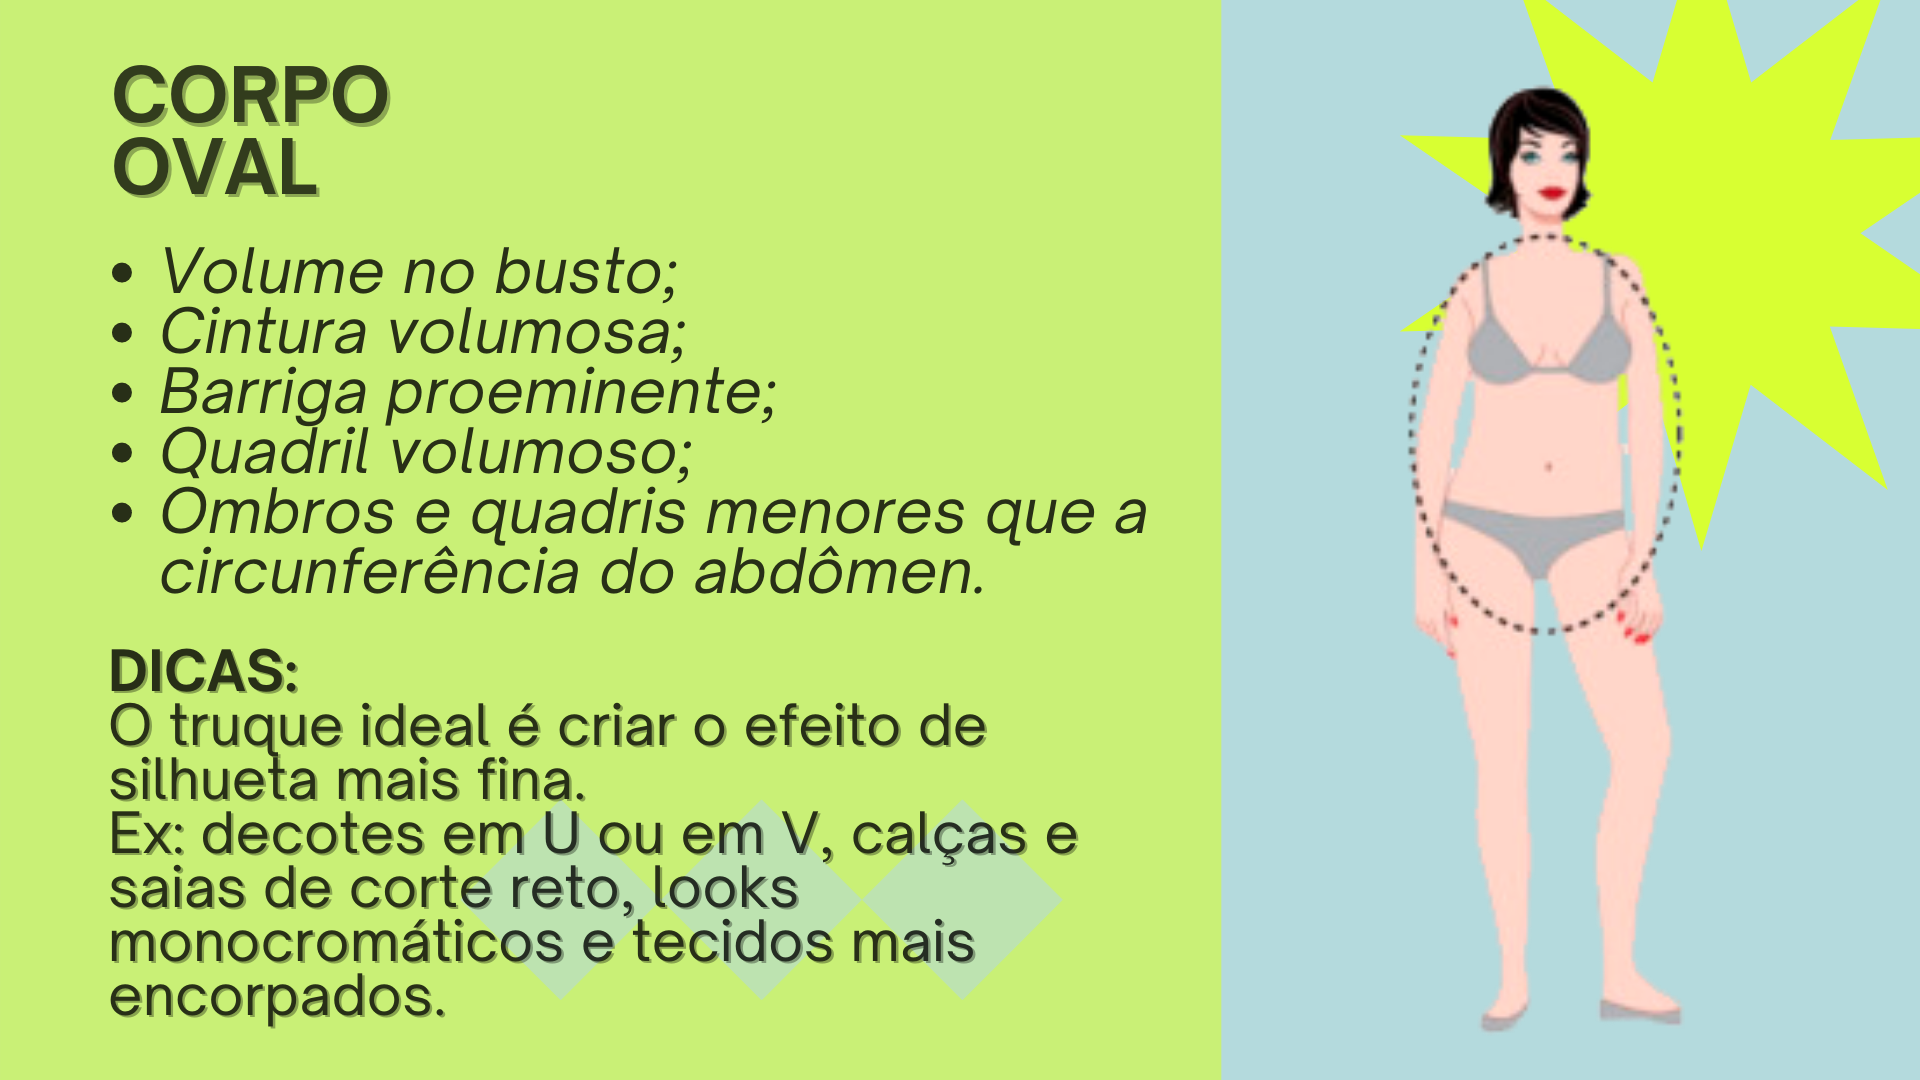 CORPO
OVAL
• Volume no busto;
• Cintura volumosa;
• Barriga proeminente;
• Quadril volumoso;
• Ombros e quadris menores que a
circunferência do abdômen.
DICAS:
O truque ideal é criar o efeito de
silhueta mais fina.
Ex: decotes em U ou em V, calças e
saias de corte reto, looks
monocromáticos e tecidos mais
encorpados.